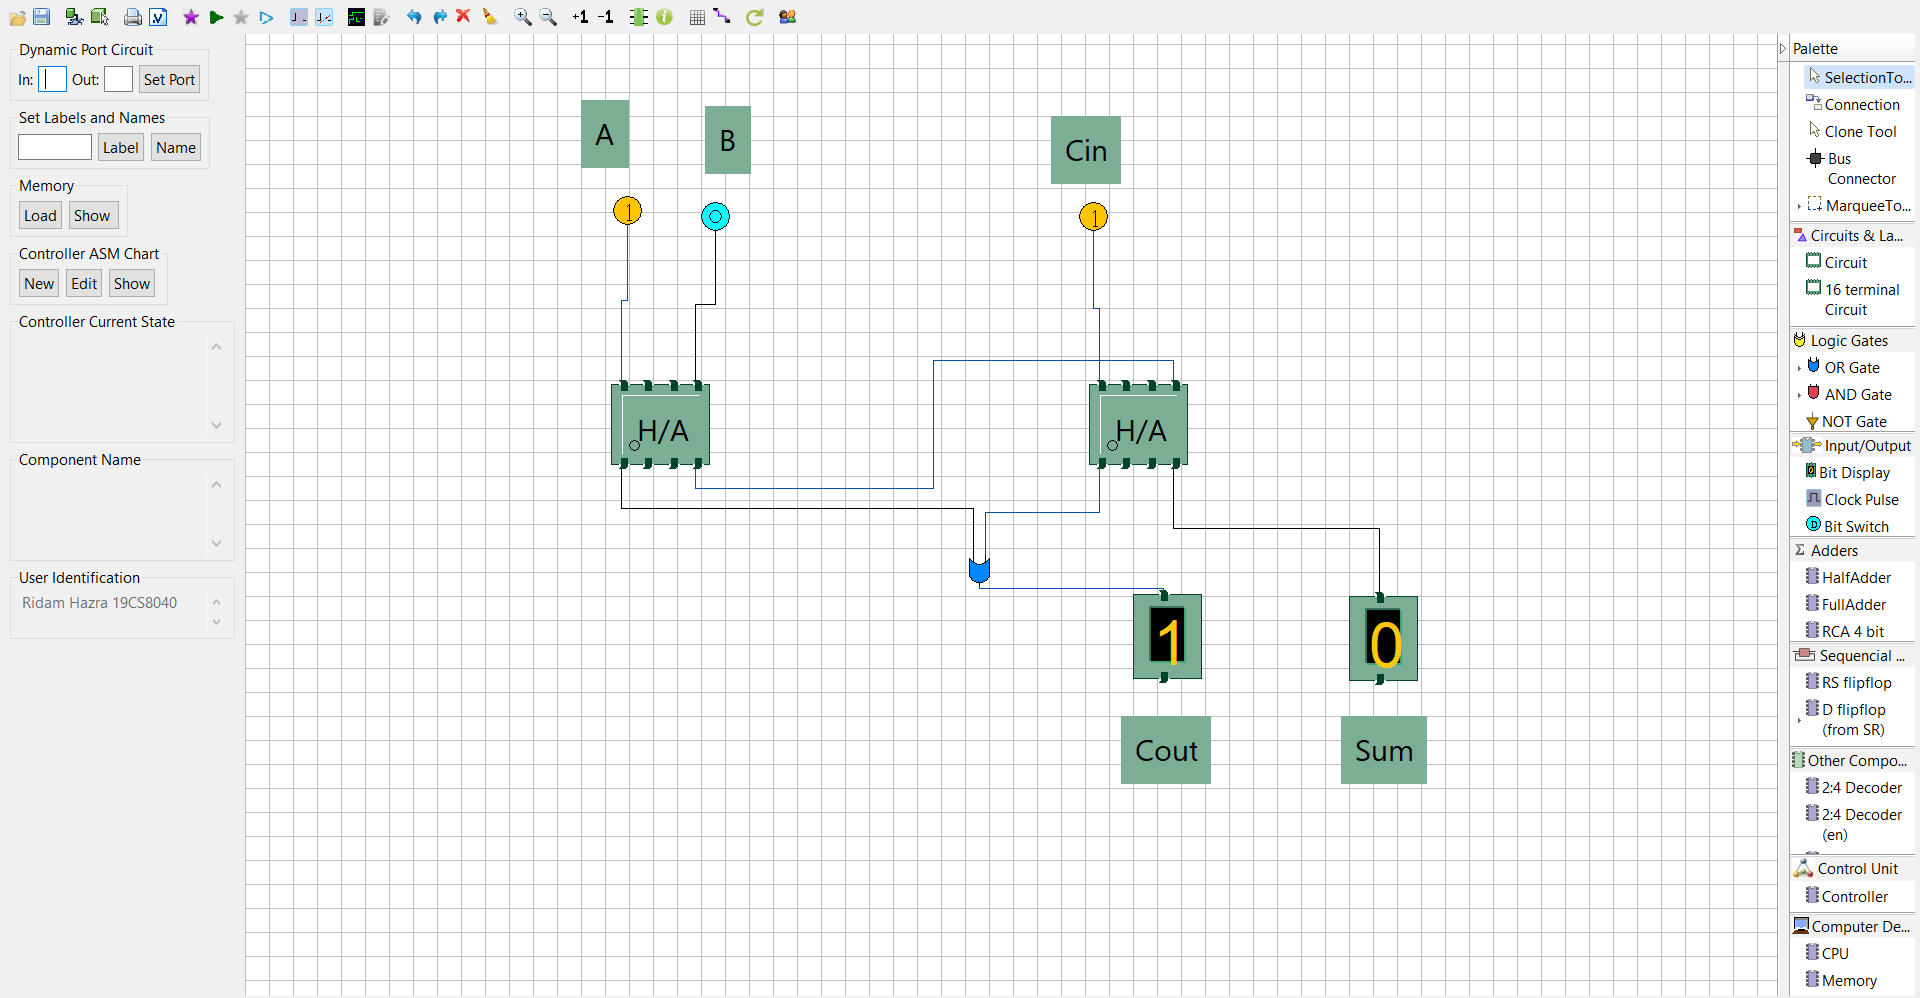 +1 -1
Dynamic Port Circuit
In: Out: Set Port
Set Labels and Names
Label Name
Memory
Load Show
Controller ASM Chart
New Edit Show
Controller Current State
Component Name
User Identification
Ridam Hazra 19CS8040
A B Cin
1 0 1
H/A H/A
1 0
Cout Sum
Palette
SelectionTo...
Connection
Clone Tool
Bus
Connector
MarqueeTo...
Circuits & La...
Circuit
16 terminal
Circuit
Logic Gates
OR Gate
AND Gate
NOT Gate
Input/Output
Bit Display
Clock Pulse
Bit Switch
Σ Adders
HalfAdder
FullAdder
RCA 4 bit
Sequencial ...
RS flipflop
D flipflop
(from SR)
Other Compo...
2:4 Decoder
2:4 Decoder
(en)
Control Unit
Controller
Computer De...
CPU
Memory